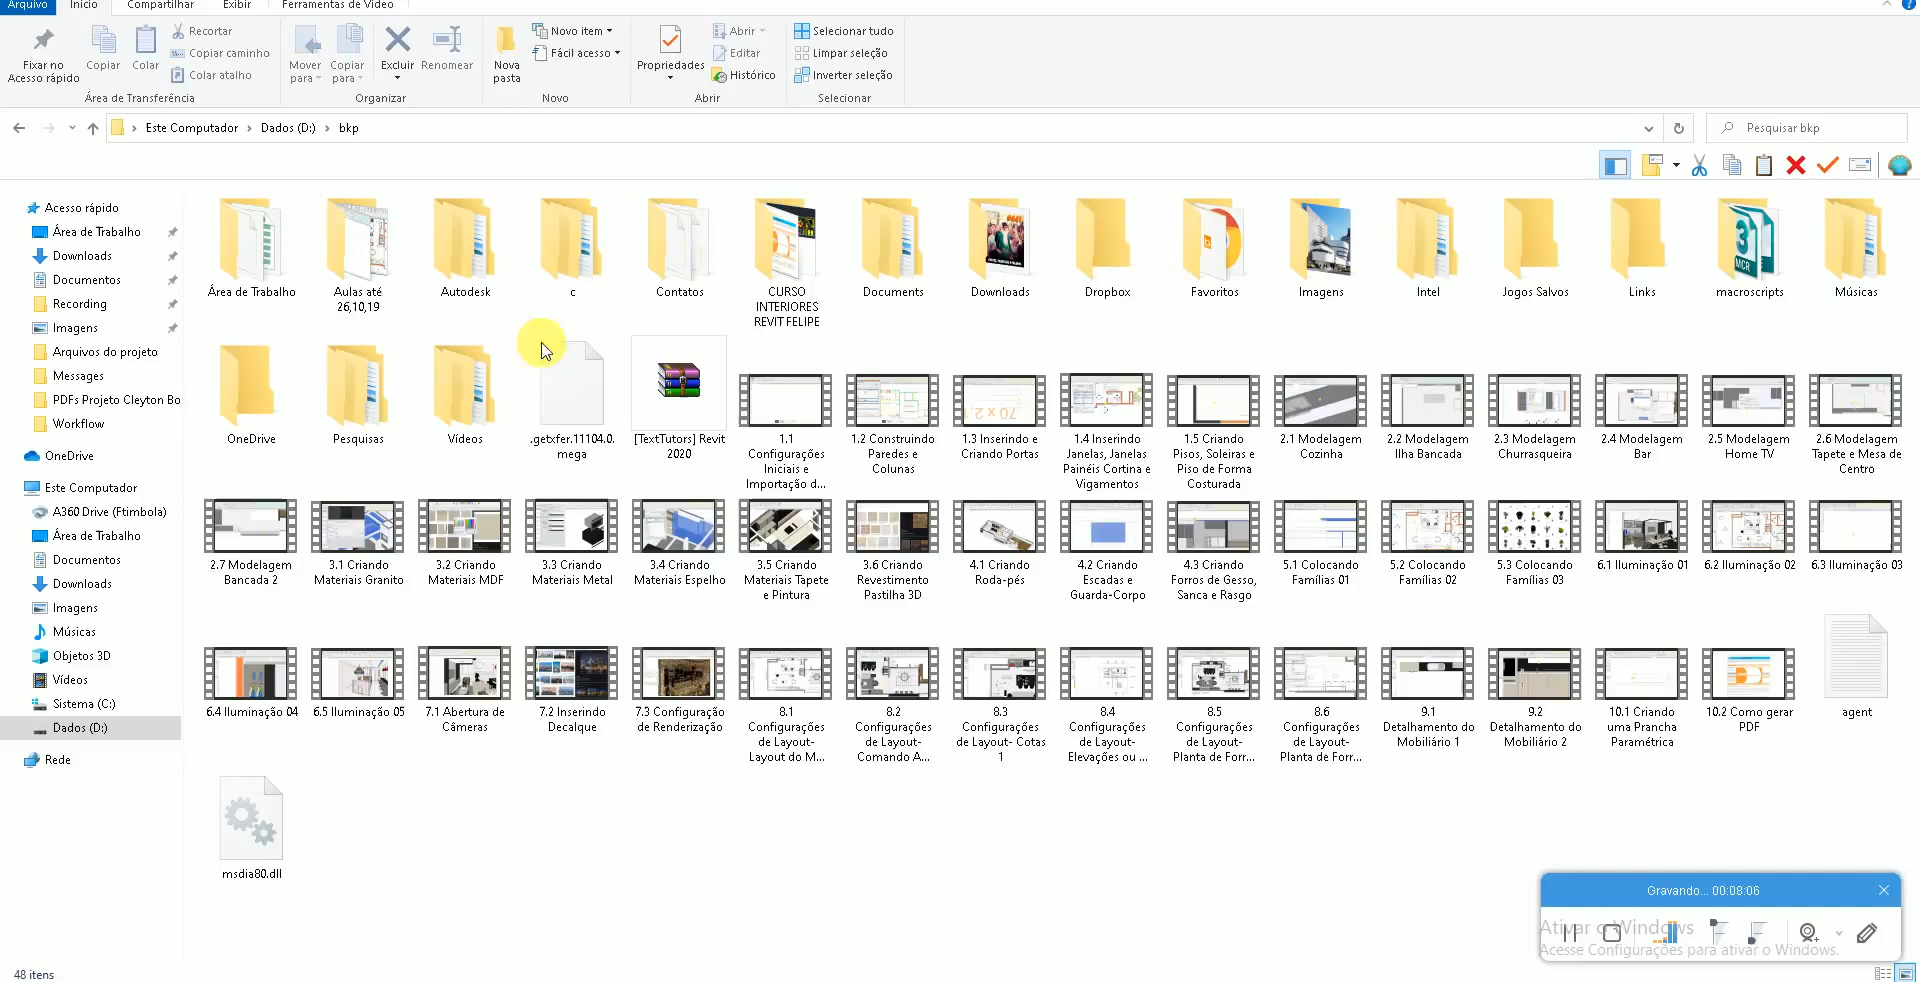 Arquivo Início Compartilhar Exibir Ferramentas de Vídeo
Fixar no
Acesso rápido
Copiar
Colar
Recortar
Copiar caminho
Colar atalho
Área de Transferência
Mover
para
Copiar
para
Excluir
Renomear
Organizar
Nova
pasta
Novo item
Fácil acesso
Novo
Propriedades
Abrir
Editar
Histórico
Abrir
Selecionar tudo
Limpar seleção
Inverter seleção
Selecionar
Este Computador > Dados (D:) > bkp
Pesquisar bkp
Acesso rápido
Área de Trabalho
Downloads
Documentos
Recording
Imagens
Arquivos do projeto
Messages
PDFs Projeto Cleyton Bo
Workflow
OneDrive
Este Computador
A360 Drive (Ftimbola)
Área de Trabalho
Documentos
Downloads
Imagens
Músicas
Objetos 3D
Vídeos
Sistema (C:)
Dados (D:)
Rede
Área de Trabalho
Aulas até
26,10,19
Autodesk
c
Contatos
CURSO
INTERIORES
REVIT FELIPE
Documents
Downloads
Dropbox
Favoritos
Imagens
Intel
Jogos Salvos
Links
MCR
macroscripts
Músicas
OneDrive
Pesquisas
Vídeos
.getxfer.11104.0.
mega
[TextTutors] Revit
2020
1.1
Configurações
Iniciais e
Importação d...
1.2 Construindo
Paredes e
Colunas
70 x 2,1
1.3 Inserindo e
Criando Portas
1.4 Inserindo
Janelas, Janelas
Painéis Cortina e
Vigamentos
1.5 Criando
Pisos, Soleiras e
Piso de Forma
Costurada
2.1 Modelagem
Cozinha
2.2 Modelagem
Ilha Bancada
2.3 Modelagem
Churrasqueira
2.4 Modelagem
Bar
2.5 Modelagem
Home TV
2.6 Modelagem
Tapete e Mesa de
Centro
2.7 Modelagem
Bancada 2
3.1 Criando
Materiais Granito
3.2 Criando
Materiais MDF
3.3 Criando
Materiais Metal
3.4 Criando
Materiais Espelho
3.5 Criando
Materiais Tapete
e Pintura
3.6 Criando
Revestimento
Pastilha 3D
4.1 Criando
Roda-pés
4.2 Criando
Escadas e
Guarda-Corpo
4.3 Criando
Forros de Gesso,
Sanca e Rasgo
5.1 Colocando
Famílias 01
5.2 Colocando
Famílias 02
5.3 Colocando
Famílias 03
6.1 Iluminação 01
6.2 Iluminação 02
6.3 Iluminação 03
6.4 Iluminação 04
6.5 Iluminação 05
7.1 Abertura de
Câmeras
7.2 Inserindo
Decalque
7.3 Configuração
de Renderização
8.1
Configurações
de Layout-
Layout do M...
8.2
Configurações
de Layout-
Comando A...
8.3
Configurações
de Layout- Cotas
1
8.4
Configurações
de Layout-
Elevações ou ...
8.5
Configurações
de Layout-
Planta de Forr...
8.6
Configurações
de Layout-
Planta de Forr...
9.1
Detalhamento do
Mobiliário 1
9.2
Detalhamento do
Mobiliário 2
10.1 Criando
uma Prancha
Paramétrica
10.2 Como gerar
PDF
agent
msdia80.dll
Gravando... 00:08:06
Ativar o Windows
Acesse Configurações para ativar o Windows.
48 itens